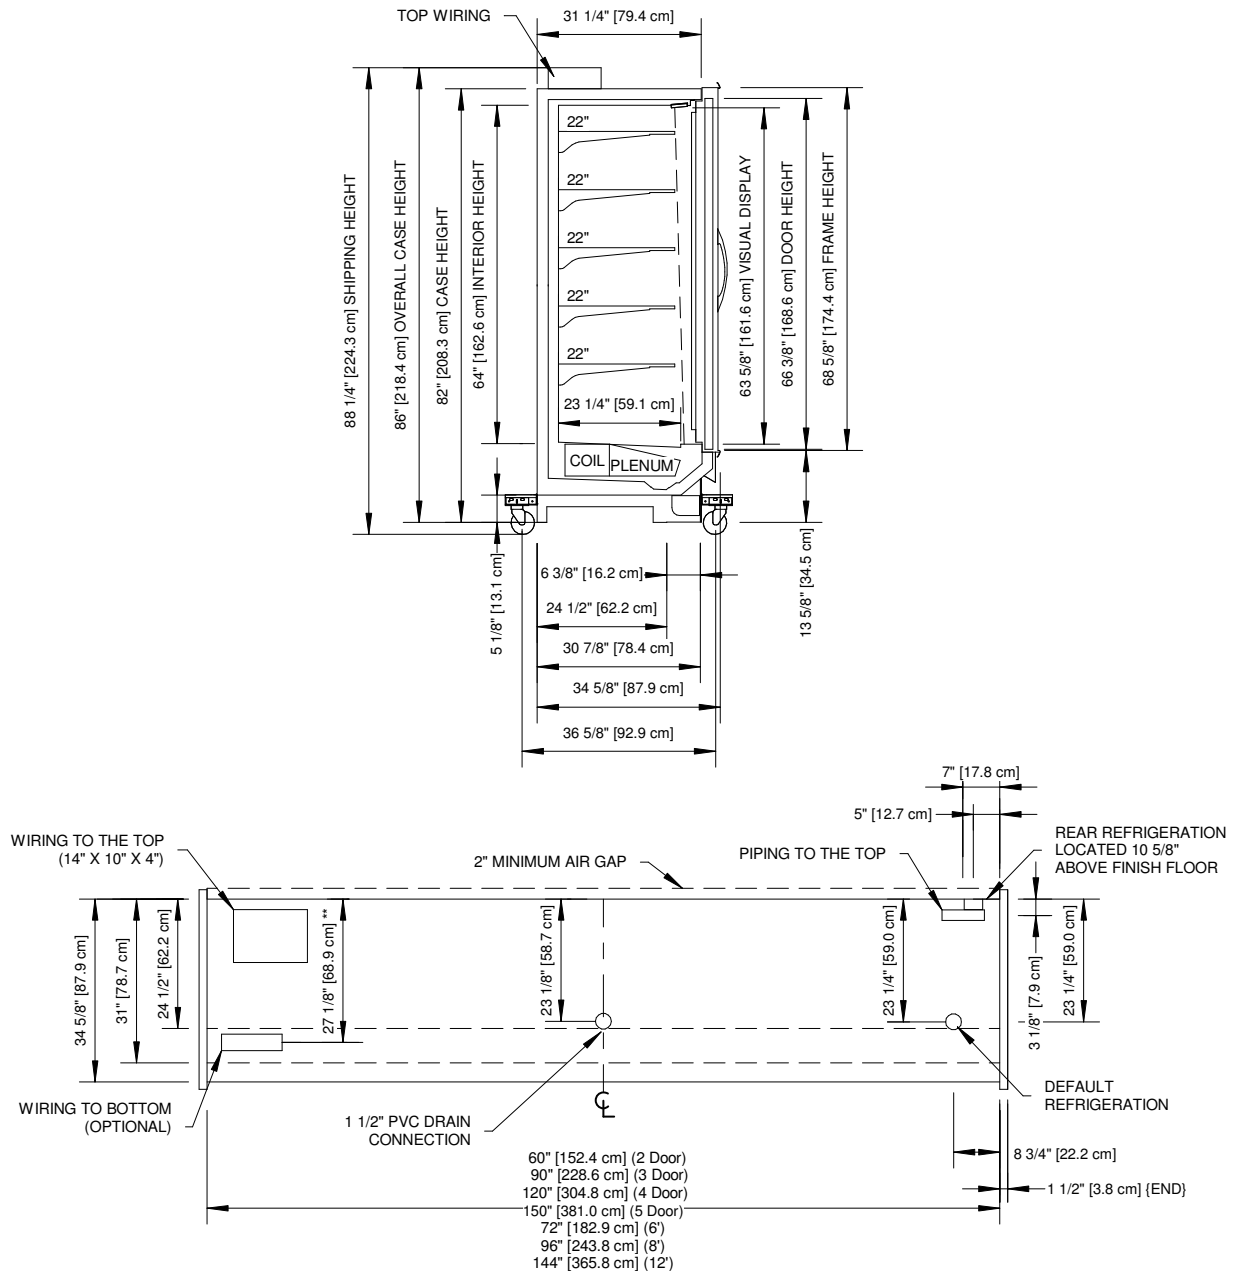 TOP WIRING
31 1/4" [79.4 cm]
88 1/4" [224.3 cm] SHIPPING HEIGHT
86" [218.4 cm] OVERALL CASE HEIGHT
82" [208.3 cm] CASE HEIGHT
64" [162.6 cm] INTERIOR HEIGHT
22"
22"
22"
22"
22"
63 5/8" [161.6 cm] VISUAL DISPLAY
66 3/8" [168.6 cm] DOOR HEIGHT
68 5/8" [174.4 cm] FRAME HEIGHT
23 1/4" [59.1 cm]
COIL
PLENUM
5 1/8" [13.1 cm]
13 5/8" [34.5 cm]
6 3/8" [16.2 cm]
24 1/2" [62.2 cm]
30 7/8" [78.4 cm]
34 5/8" [87.9 cm]
36 5/8" [92.9 cm]
7" [17.8 cm]
5" [12.7 cm]
WIRING TO THE TOP
(14" X 10" X 4")
2" MINIMUM AIR GAP
PIPING TO THE TOP
REAR REFRIGERATION
LOCATED 10 5/8"
ABOVE FINISH FLOOR
34 5/8" [87.9 cm]
31" [78.7 cm]
24 1/2" [62.2 cm]
27 1/8" [68.9 cm] **
23 1/8" [58.7 cm]
23 1/4" [59.0 cm]
3 1/8" [7.9 cm]
23 1/4" [59.0 cm]
WIRING TO BOTTOM
(OPTIONAL)
1 1/2" PVC DRAIN
CONNECTION
CL
DEFAULT
REFRIGERATION
8 3/4" [22.2 cm]
1 1/2" [3.8 cm] {END}
60" [152.4 cm] (2 Door)
90" [228.6 cm] (3 Door)
120" [304.8 cm] (4 Door)
150" [381.0 cm] (5 Door)
72" [182.9 cm] (6')
96" [243.8 cm] (8')
144" [365.8 cm] (12')